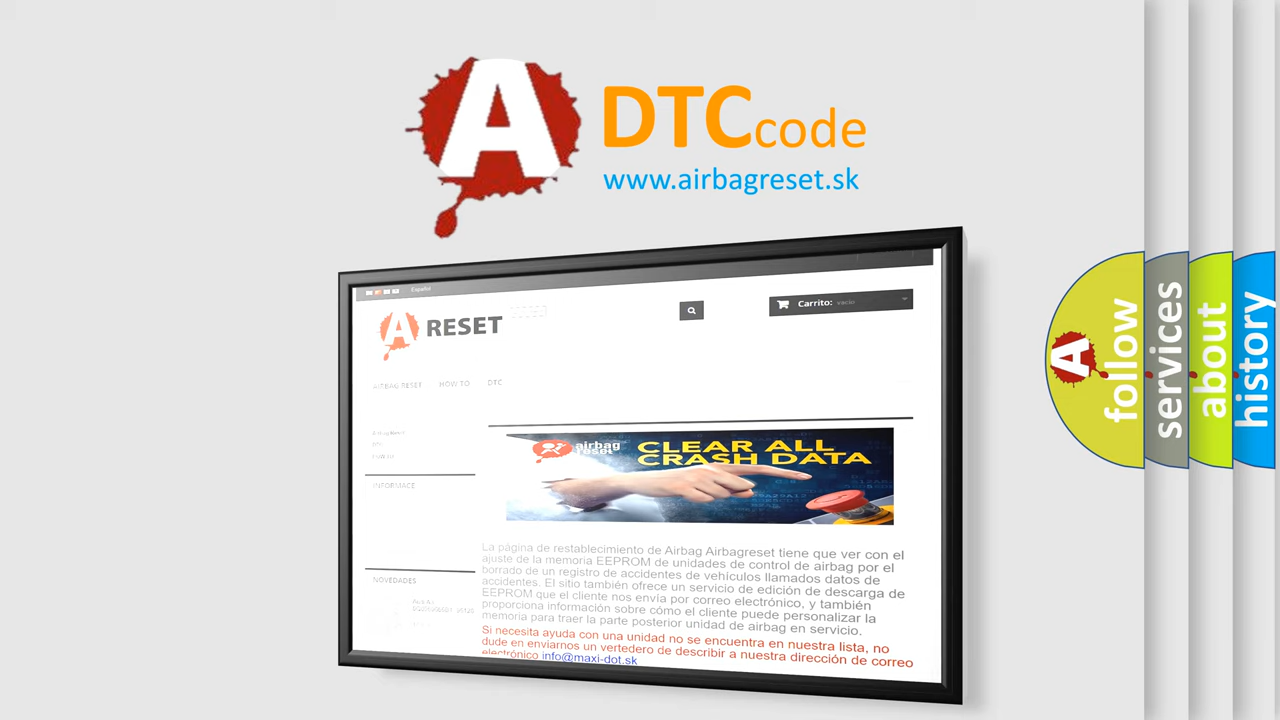 A
DTCcode
www.airbagreset.sk
Español
A RESET
Carrito: vacío
AIRBAG RESET HOW TO DTC
INFORMACE
airbag
reset
CLEAR ALL
CRASH DATA
La página de restablecimiento de Airbag Airbagreset tiene que ver con el
ajuste de la memoria EEPROM de unidades de control de airbag por el
borrado de un registro de accidentes de vehículos llamados datos de
accidentes. El sitio también ofrece un servicio de edición de descarga de
EEPROM que el cliente nos envía por correo electrónico, y también
proporciona información sobre cómo el cliente puede personalizar la
memoria para traer la parte posterior unidad de airbag en servicio.
Si necesita ayuda con una unidad no se encuentra en nuestra lista, no
dude en enviarnos un vertedero de describir a nuestra dirección de correo
electrónico info@maxi-dot.sk
NOVEDADES
A
follow
services
about
history